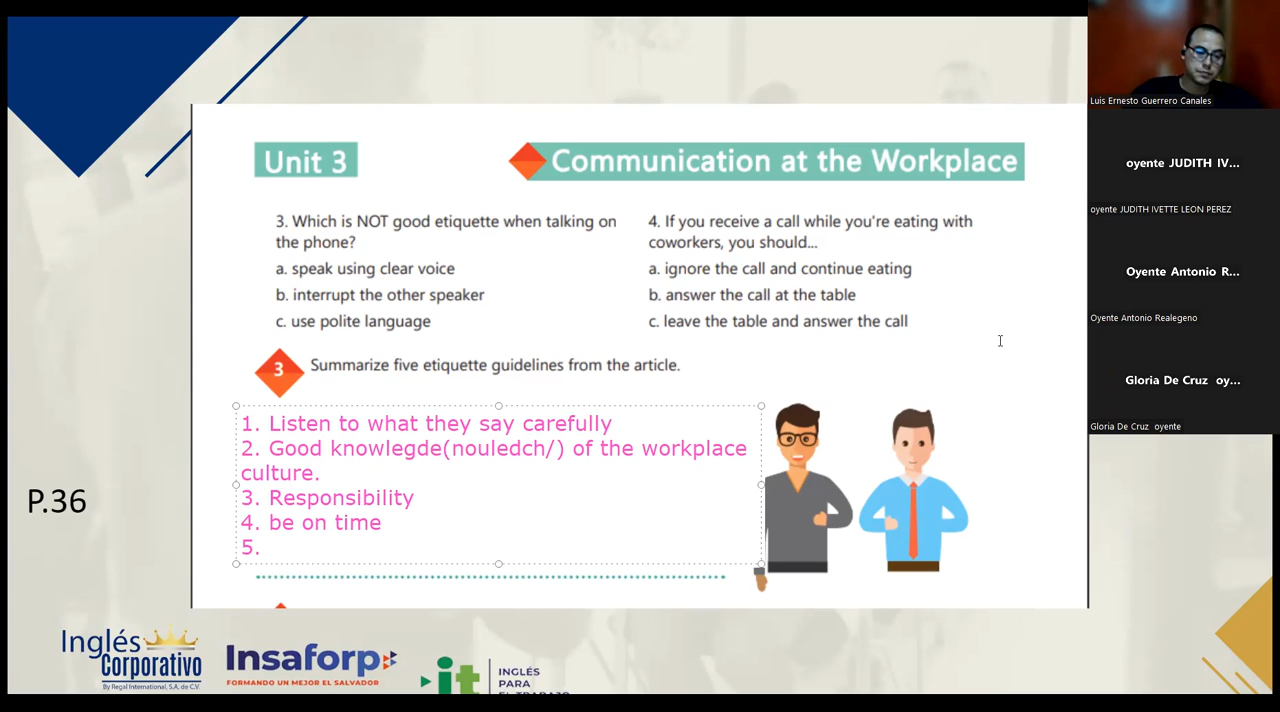 Unit 3
Communication at the Workplace
3. Which is NOT good etiquette when talking on
the phone?
a. speak using clear voice
b. interrupt the other speaker
c. use polite language
4. If you receive a call while you're eating with
coworkers, you should...
a. ignore the call and continue eating
b. answer the call at the table
c. leave the table and answer the call
3
Summarize five etiquette guidelines from the article.
1. Listen to what they say carefully
2. Good knowlegde(nouledch/) of the workplace
culture.
3. Responsibility
4. be on time
5.
P.36
Inglés
Corporativo
By Regal International, S.A. de C.V.
Insaforp
FORMANDO UN MEJOR EL SALVADOR
it
INGLÉS
PARA
EL TRABAJO
Luis Ernesto Guerrero Canales
oyente JUDITH IV...
oyente JUDITH IVETTE LEON PEREZ
Oyente Antonio R...
Oyente Antonio Realegeno
Gloria De Cruz oy...
Gloria De Cruz oyente